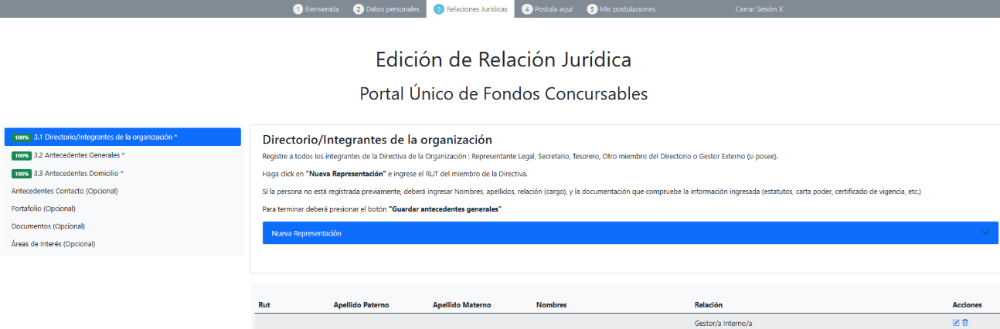 1 Bienvenida 2 Datos personales 3 Relaciones Jurídicas 4 Postula aquí 5 Mis postulaciones Cerrar Sesión X
Edición de Relación Jurídica
Portal Único de Fondos Concursables
100% 3.1 Directorio/Integrantes de la organización *
100% 3.2 Antecedentes Generales *
100% 3.3 Antecedentes Domicilio *
Antecedentes Contacto (Opcional)
Portafolio (Opcional)
Documentos (Opcional)
Áreas de Interés (Opcional)
Directorio/Integrantes de la organización
Registre a todos los integrantes de la Directiva de la Organización : Representante Legal, Secretario, Tesorero, Otro miembro del Directorio o Gestor Externo (si posee).
Haga click en "Nueva Representación" e ingrese el RUT del miembro de la Directiva.
Si la persona no está registrada previamente, deberá ingresar Nombres, apellidos, relación (cargo), y la documentación que compruebe la información ingresada (estatutos, carta poder, certificado de vigencia, etc.)
Para terminar deberá presionar el botón "Guardar antecedentes generales"
Nueva Representación
Rut Apellido Paterno Apellido Materno Nombres Relación Acciones
Gestor/a Interno/a